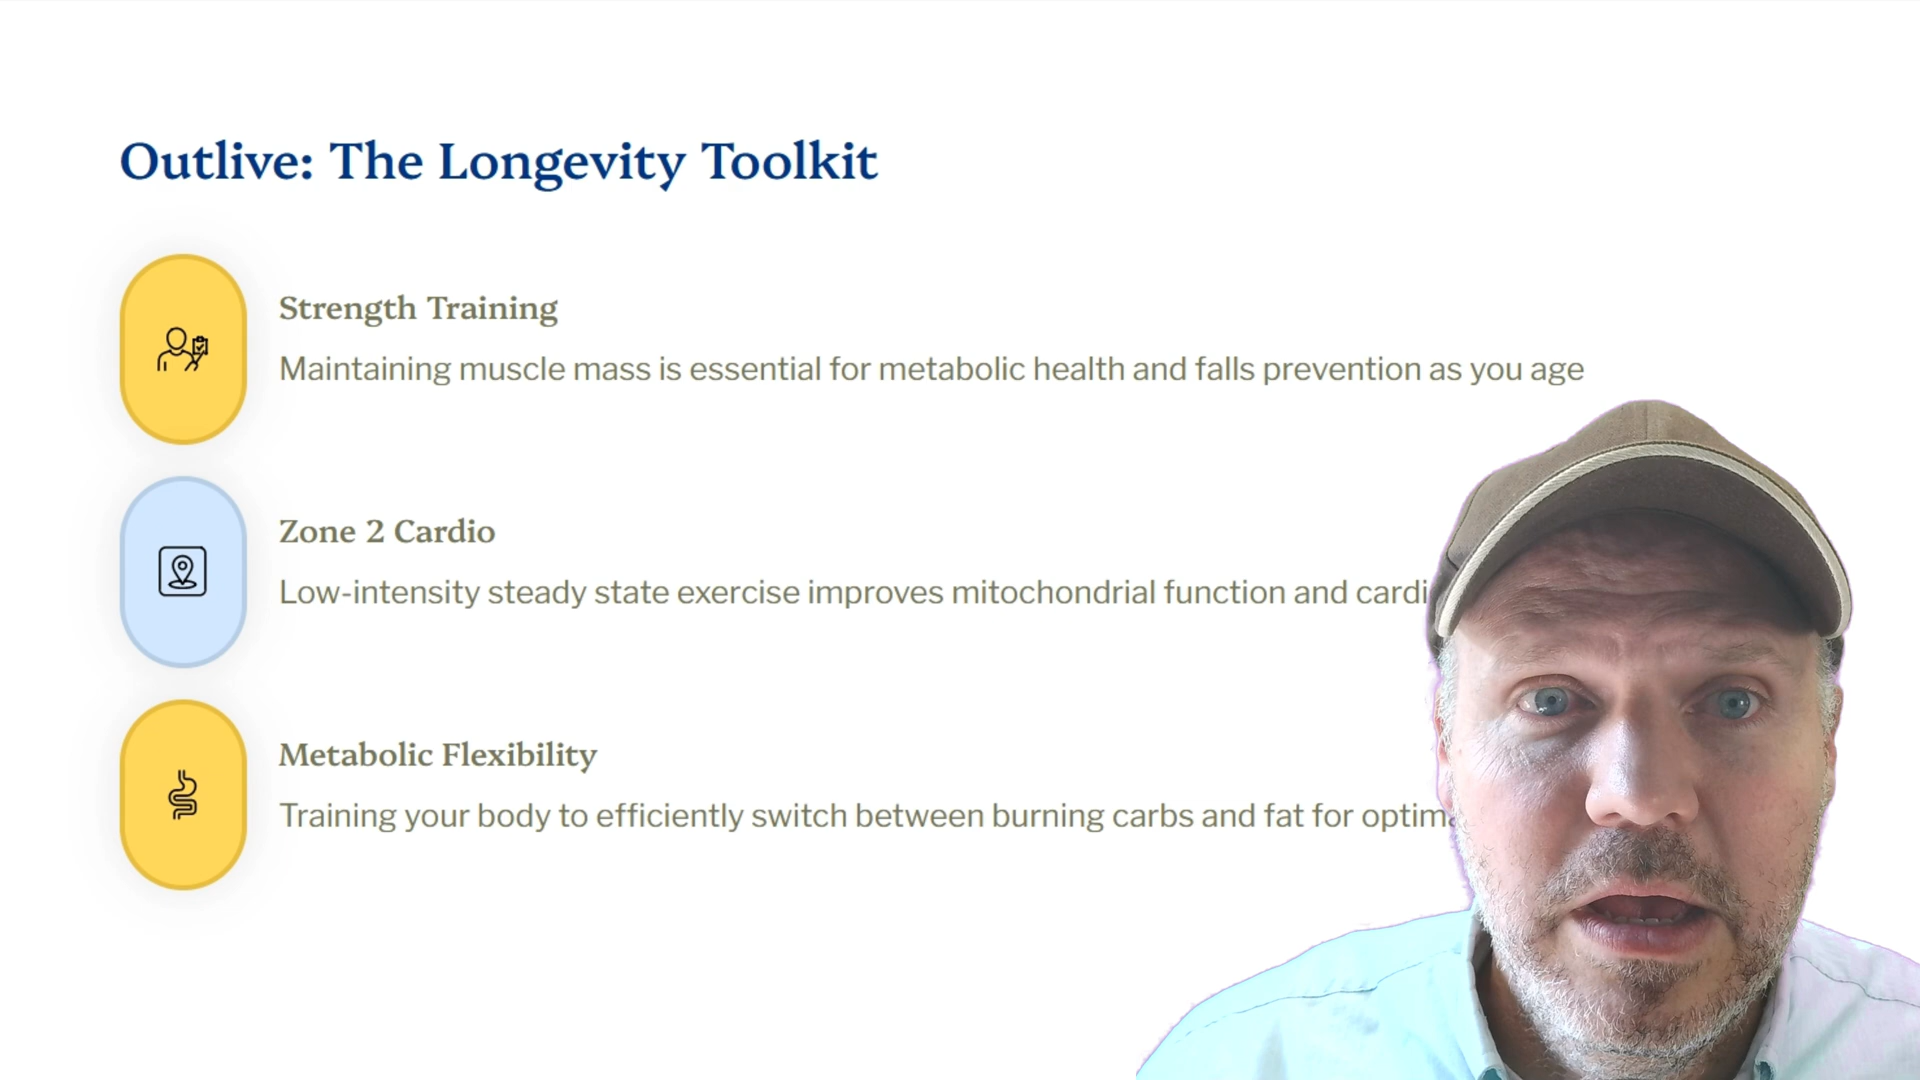 Outlive: The Longevity Toolkit
Strength Training
Maintaining muscle mass is essential for metabolic health and falls prevention as you age
Zone 2 Cardio
Low-intensity steady state exercise improves mitochondrial function and
Metabolic Flexibility
Training your body to efficiently switch between burning carbs and fat for